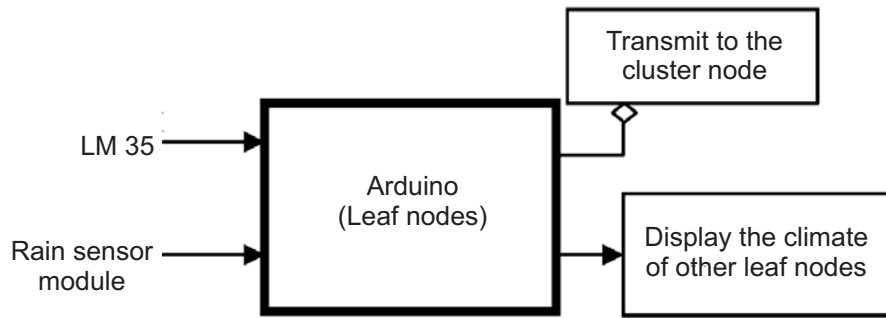 Transmit to the
cluster node
LM 35
Arduino
(Leaf nodes)
Rain sensor
module
Display the climate
of other leaf nodes